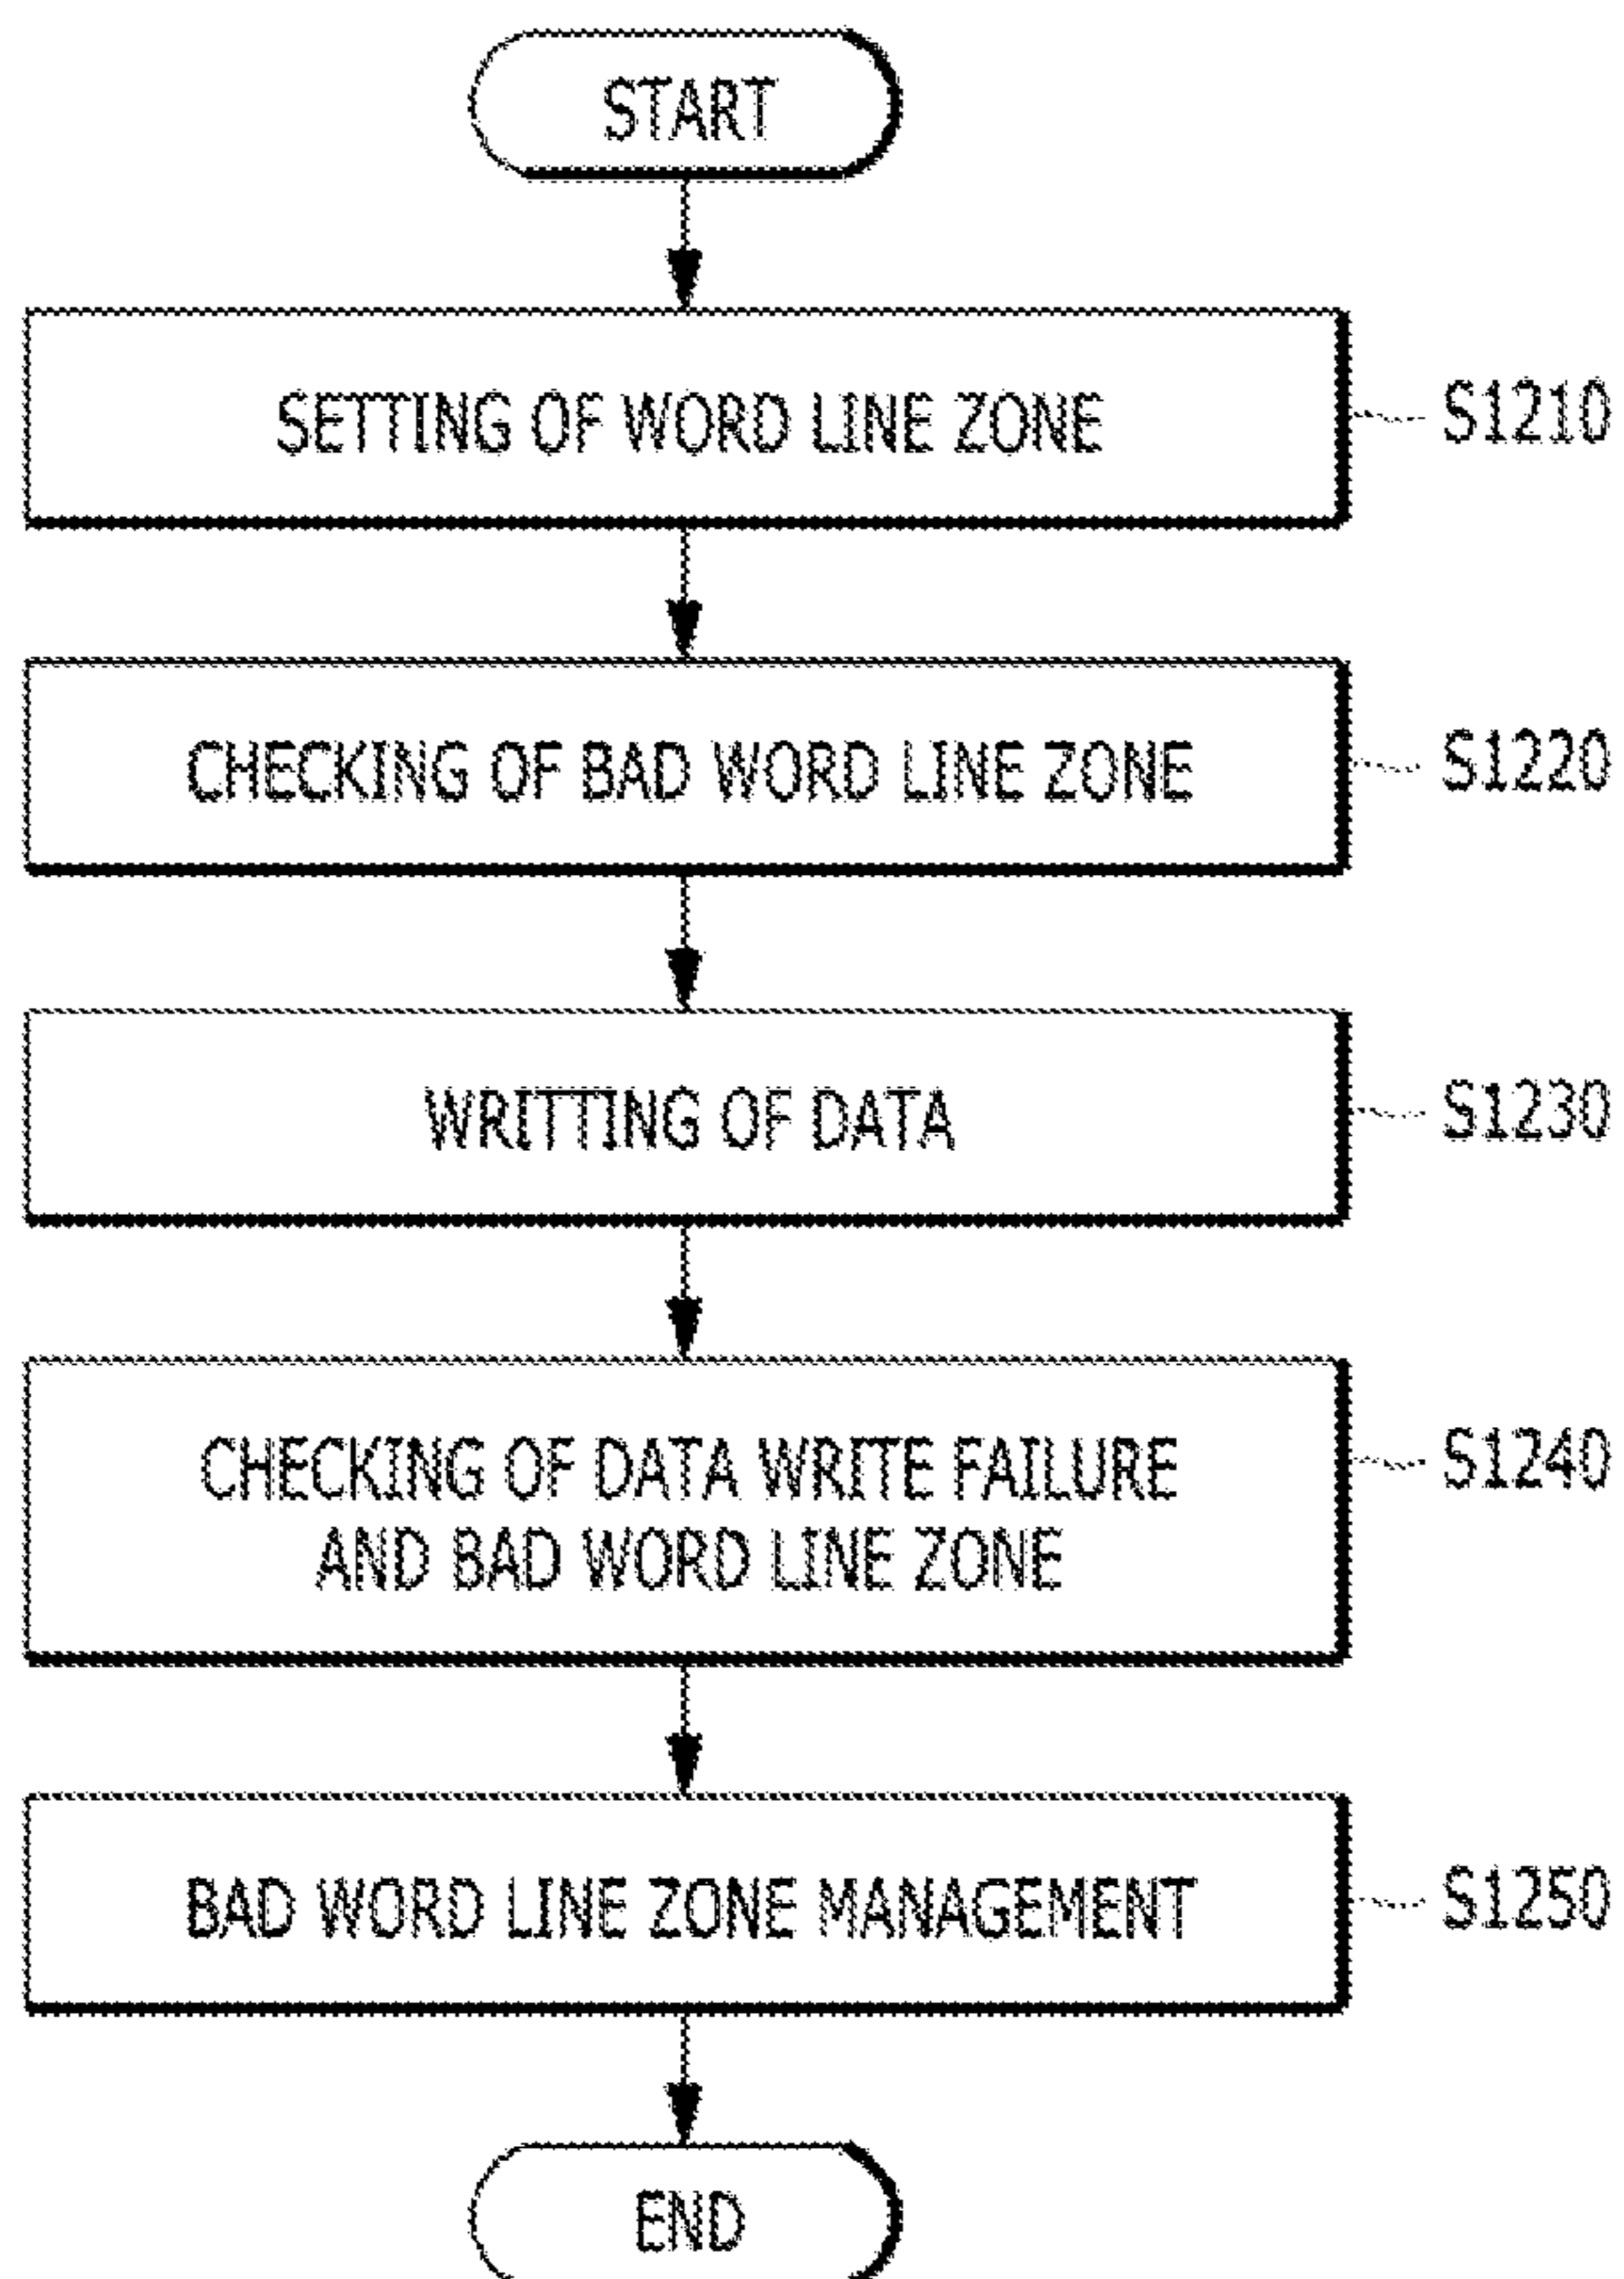 START
SETTING OF WORD LINE ZONE
S1210
CHECKING OF BAD WORD LINE ZONE
S1220
WRITTING OF DATA
S1230
CHECKING OF DATA WRITE FAILURE
AND BAD WORD LINE ZONE
S1240
BAD WORD LINE ZONE MANAGEMENT
S1250
END